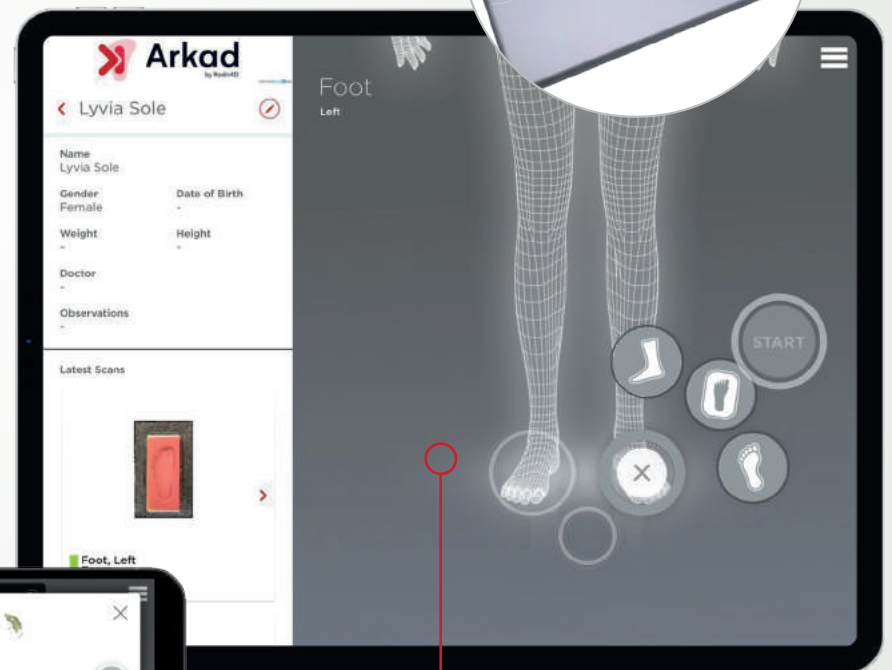 Arkad
by Rodin4D
Lyvia Sole
Name
Lyvia Sole
Gender
Female
Date of Birth
-
Weight
-
Height
-
Doctor
-
Observations
-
Latest Scans
Foot, Left
Foot
Left
START